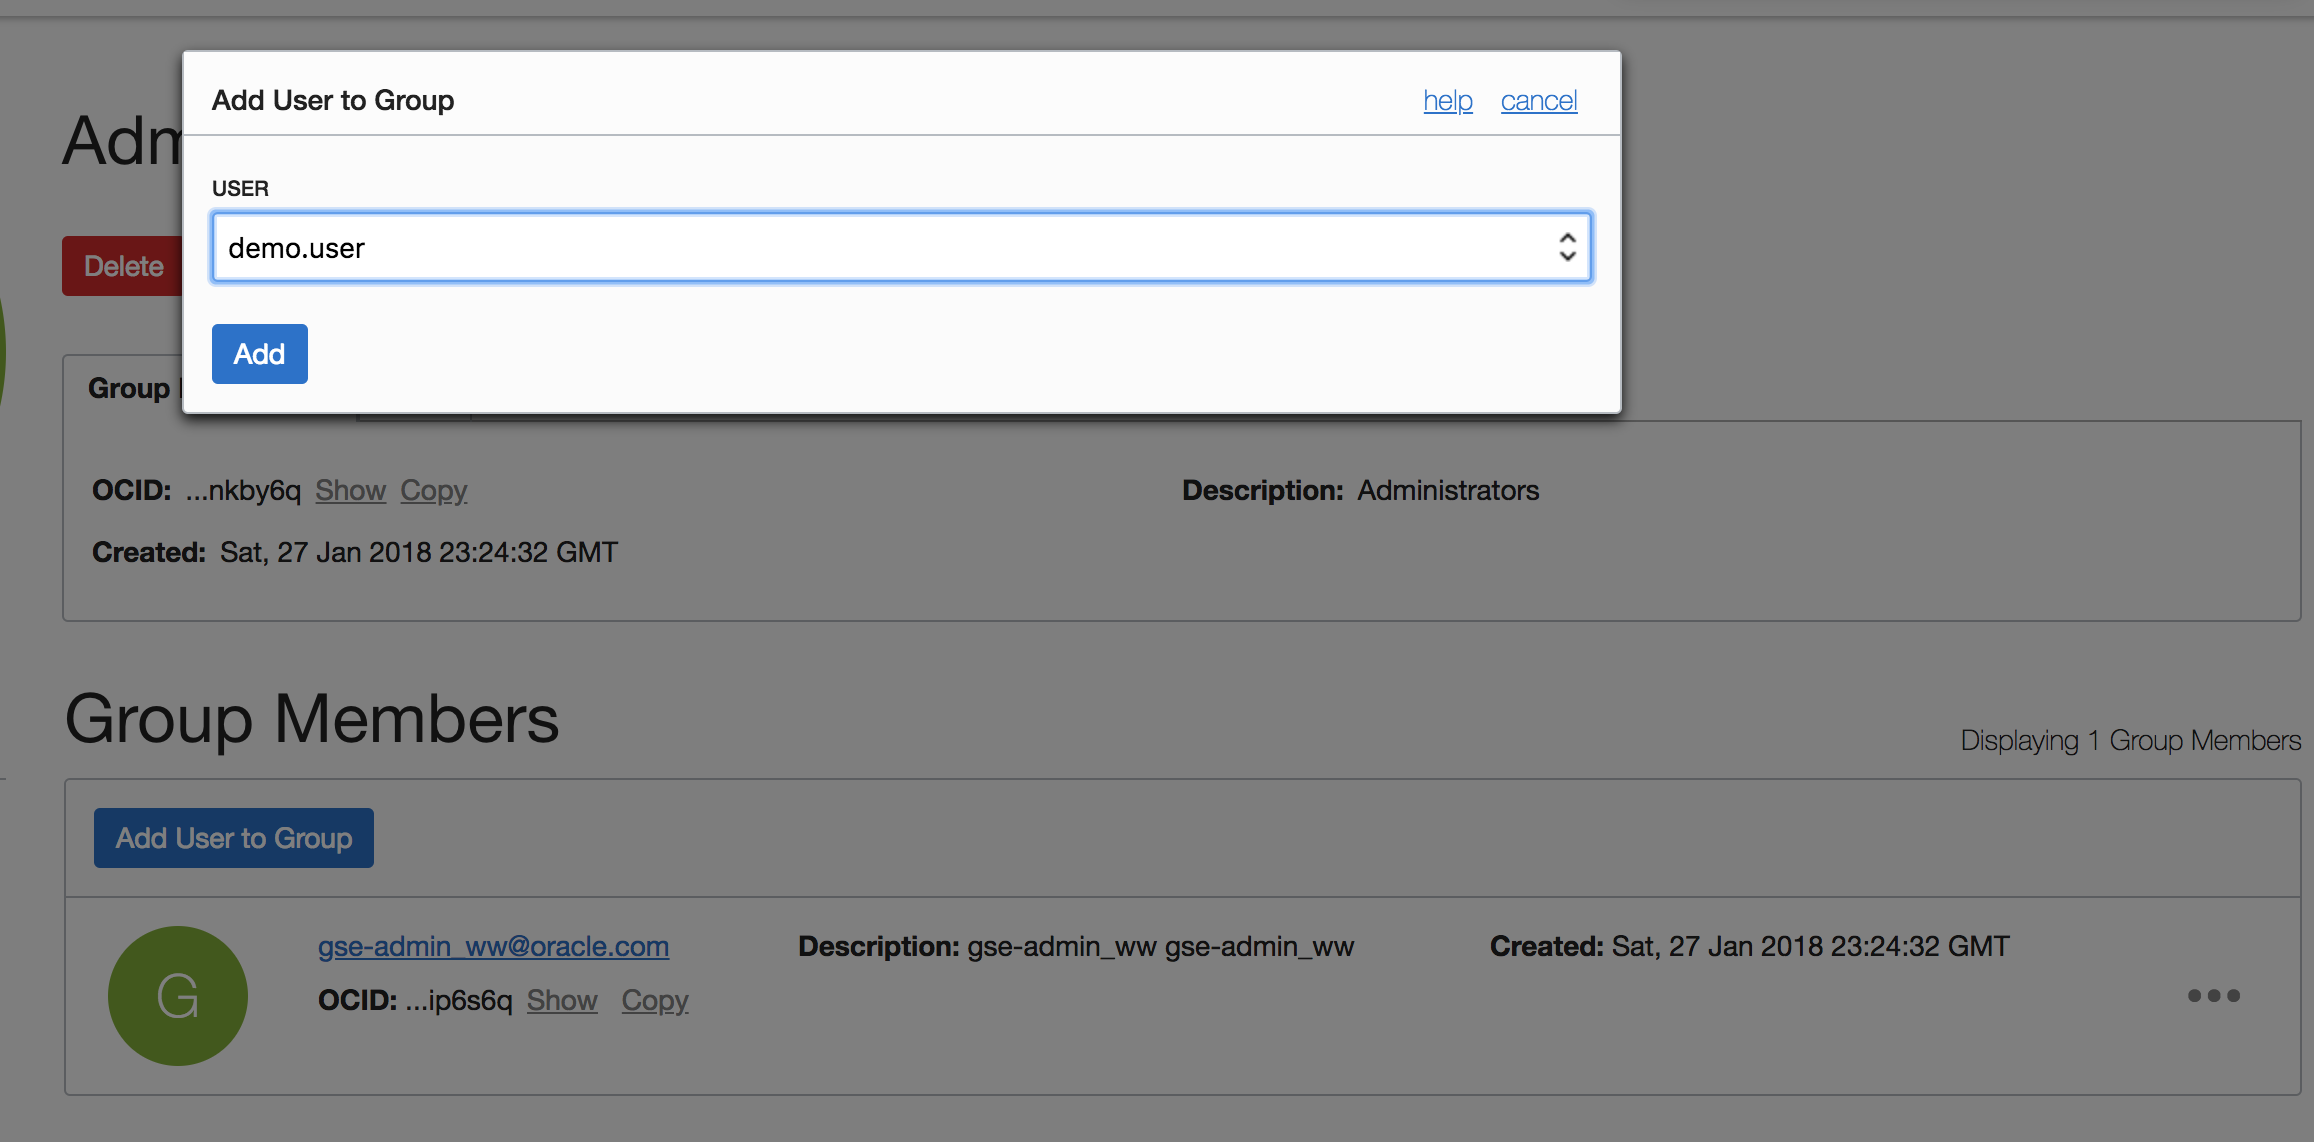 Add User to Group help cancel
Adm
USER
demo.user
Delete
Add
Group
OCID: ...nkby6q Show Copy Description: Administrators
Created: Sat, 27 Jan 2018 23:24:32 GMT
Group Members
Displaying 1 Group Members
Add User to Group
gse-admin_ww@oracle.com Description: gse-admin_ww gse-admin_ww Created: Sat, 27 Jan 2018 23:24:32 GMT
G
OCID: ...ip6s6q Show Copy